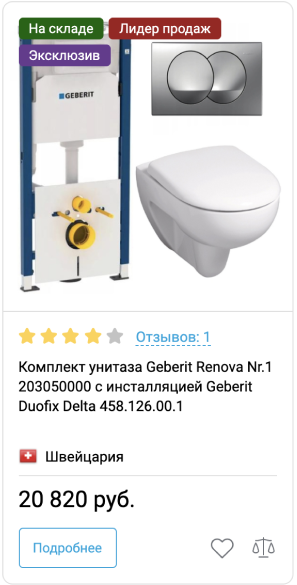 На складе
Лидер продаж
Эксклюзив
GEBERIT
Отзывов: 1
Комплект унитаза Geberit Renova Nr.1
203050000 с инсталляцией Geberit
Duofix Delta 458.126.00.1
Швейцария
20 820 руб.
Подробнее